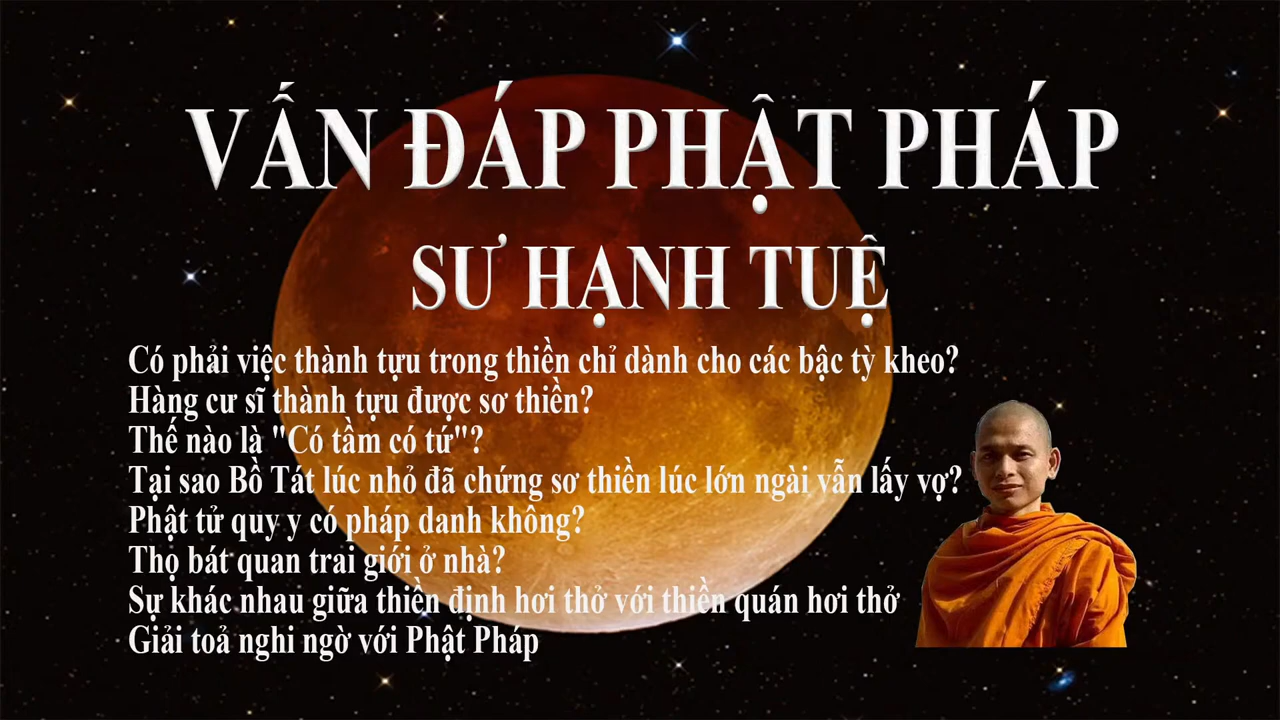 VẤN ĐÁP PHẬT PHÁP
SƯ HẠNH TUỆ
Có phải việc thành tựu trong thiền chỉ dành cho các bậc tỳ kheo?
Hàng cư sĩ thành tựu được sơ thiền?
Thế nào là "Có tầm có tứ"?
Tại sao Bồ Tát lúc nhỏ đã chứng sơ thiền lúc lớn ngài vẫn lấy vợ?
Phật tử quy y có pháp danh không?
Thọ bát quan trai giới ở nhà?
Sự khác nhau giữa thiền định hơi thở với thiền quán hơi thở
Giải toả nghi ngờ với Phật Pháp